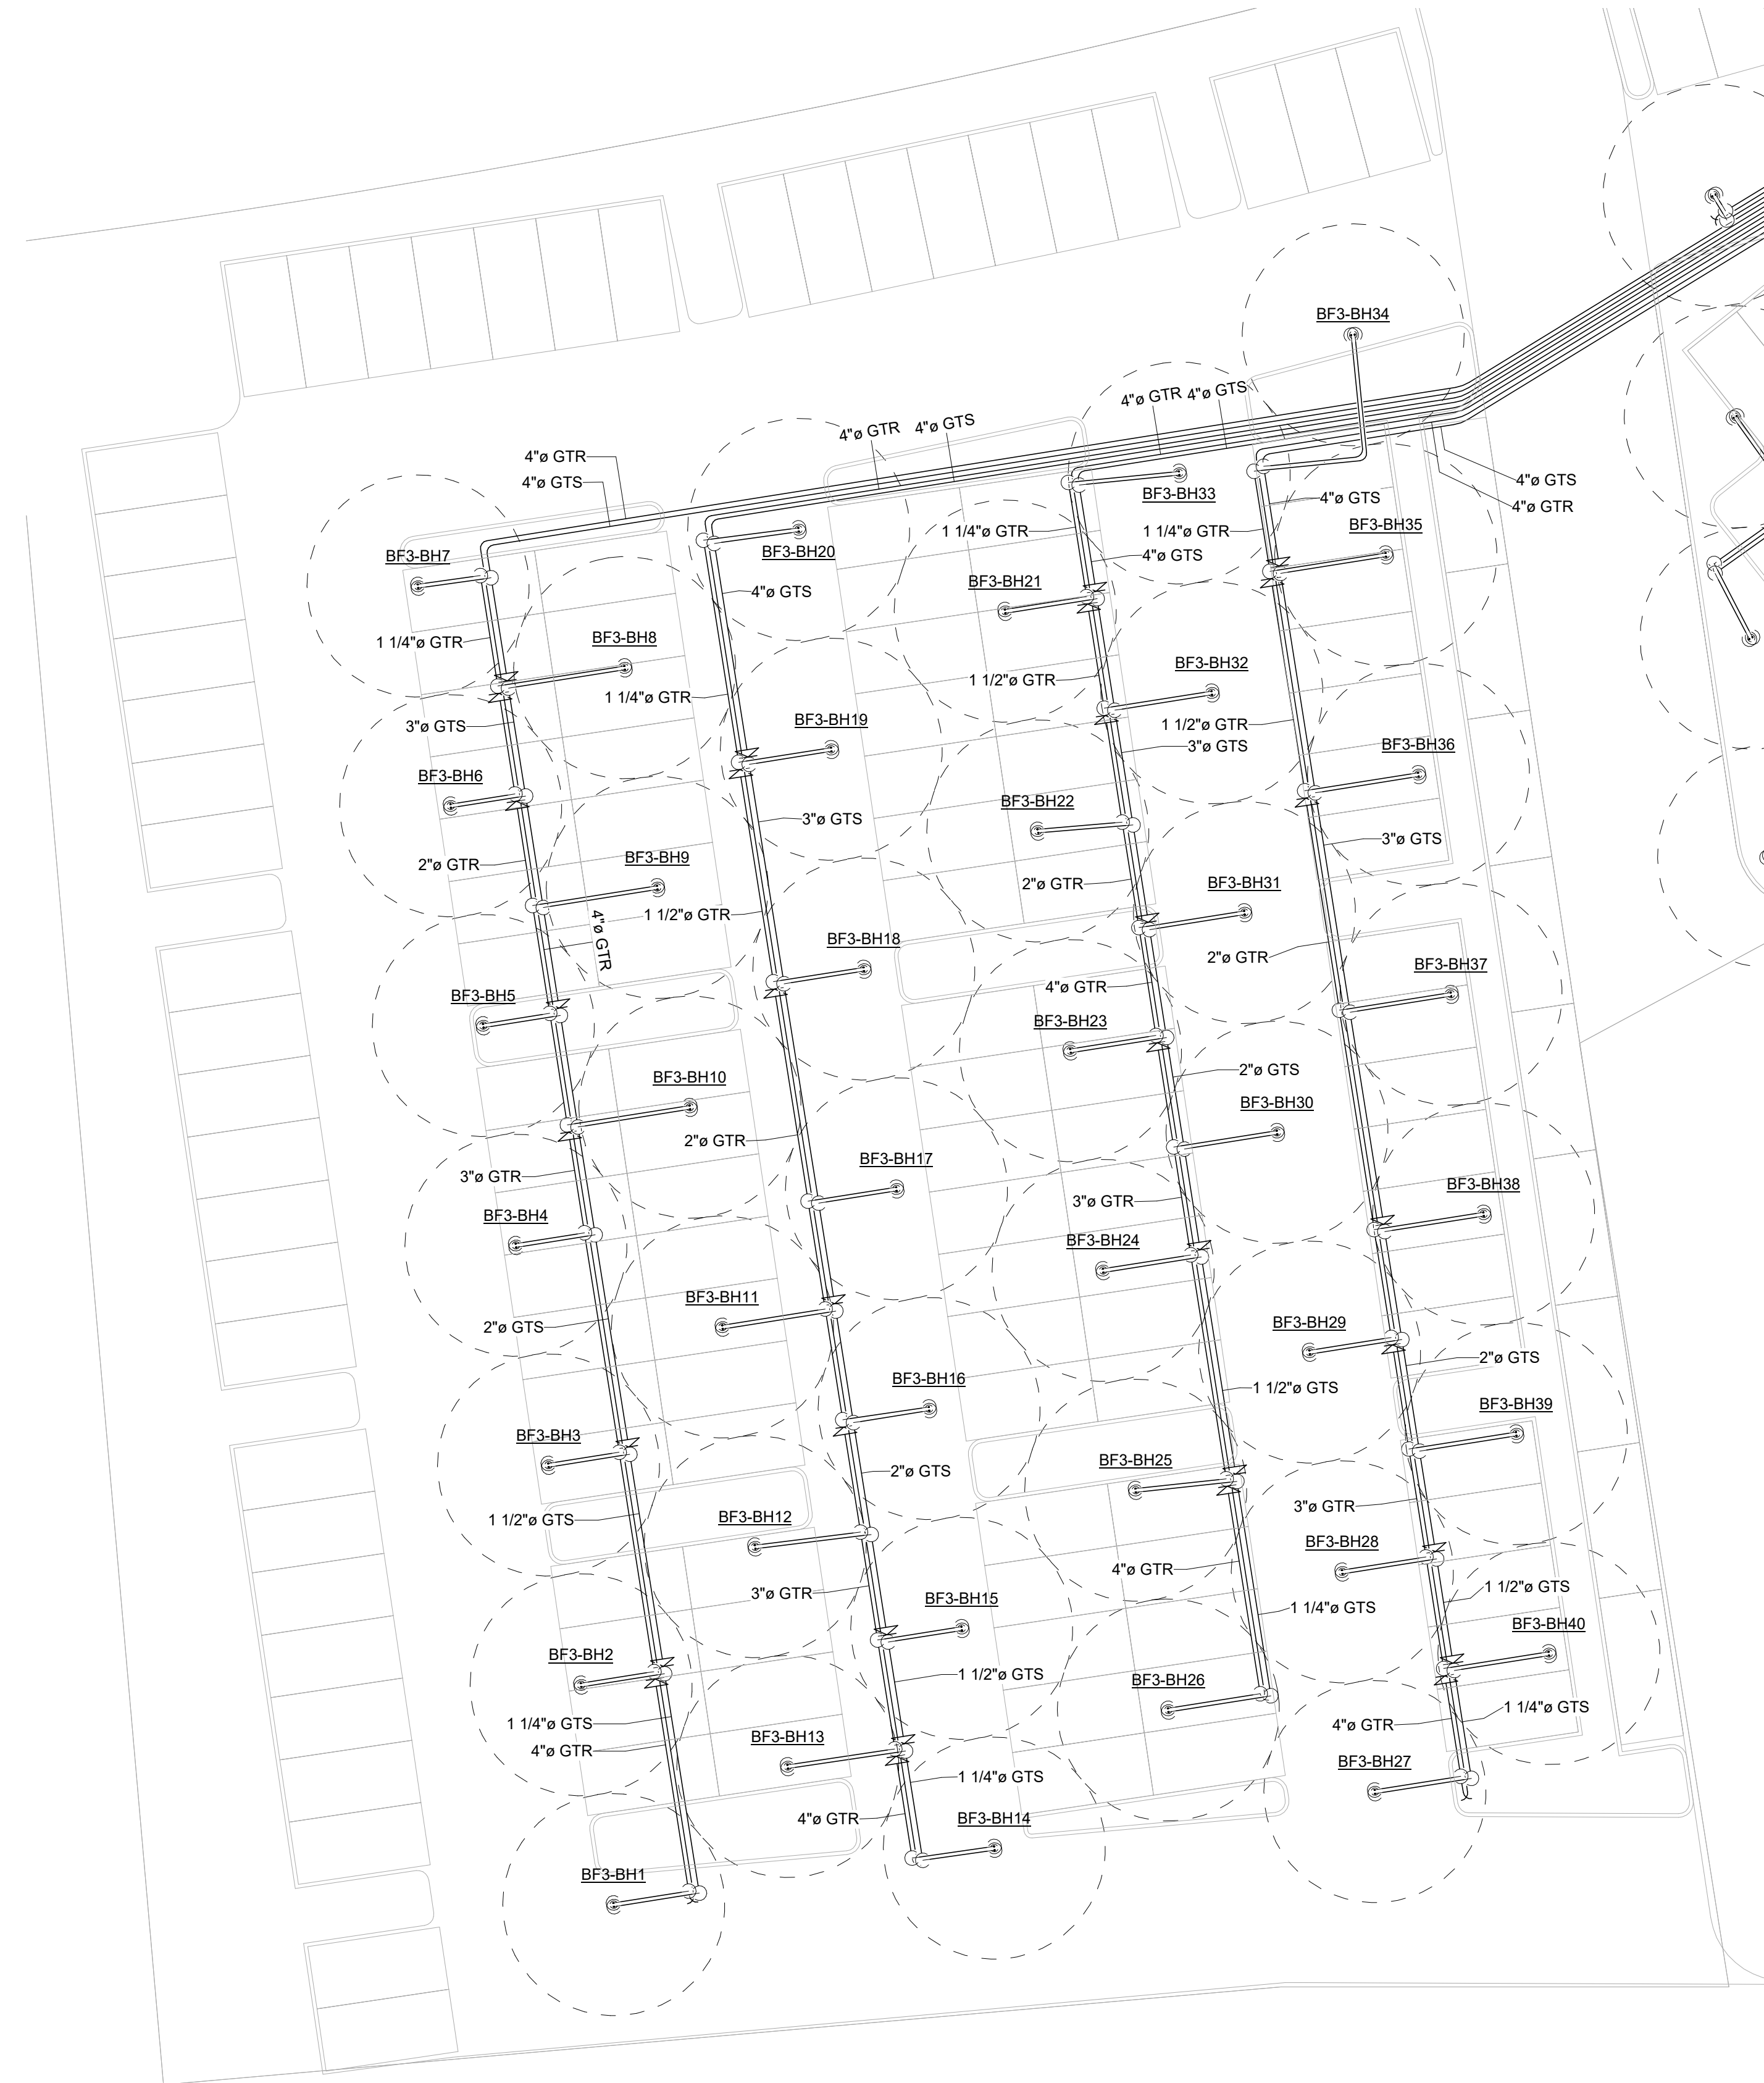 BF3-BH34
4"ø GTR
4"ø GTS
4"ø GTR
4"ø GTS
4"ø GTR
4"ø GTS
4"ø GTS
4"ø GTR
BF3-BH33
4"ø GTS
BF3-BH35
1 1/4"ø GTR
1 1/4"ø GTR
BF3-BH7
BF3-BH20
4"ø GTS
BF3-BH21
4"ø GTS
1 1/4"ø GTR
BF3-BH8
BF3-BH32
1 1/2"ø GTR
1 1/4"ø GTR
3"ø GTS
BF3-BH19
1 1/2"ø GTR
3"ø GTS
BF3-BH36
BF3-BH6
BF3-BH22
3"ø GTS
3"ø GTS
2"ø GTR
BF3-BH9
2"ø GTR
BF3-BH31
1 1/2"ø GTR
4"ø GTR
BF3-BH18
2"ø GTR
BF3-BH37
4"ø GTR
BF3-BH5
BF3-BH23
2"ø GTS
BF3-BH10
BF3-BH30
2"ø GTR
BF3-BH17
3"ø GTR
3"ø GTR
BF3-BH38
BF3-BH4
BF3-BH24
BF3-BH11
2"ø GTS
BF3-BH29
2"ø GTS
BF3-BH16
1 1/2"ø GTS
BF3-BH39
BF3-BH3
BF3-BH25
2"ø GTS
3"ø GTR
1 1/2"ø GTS
BF3-BH12
BF3-BH28
4"ø GTR
3"ø GTR
BF3-BH15
1 1/2"ø GTS
1 1/4"ø GTS
BF3-BH40
BF3-BH2
1 1/2"ø GTS
BF3-BH26
1 1/4"ø GTS
4"ø GTR
1 1/4"ø GTS
4"ø GTR
BF3-BH13
1 1/4"ø GTS
BF3-BH27
4"ø GTR
BF3-BH14
BF3-BH1